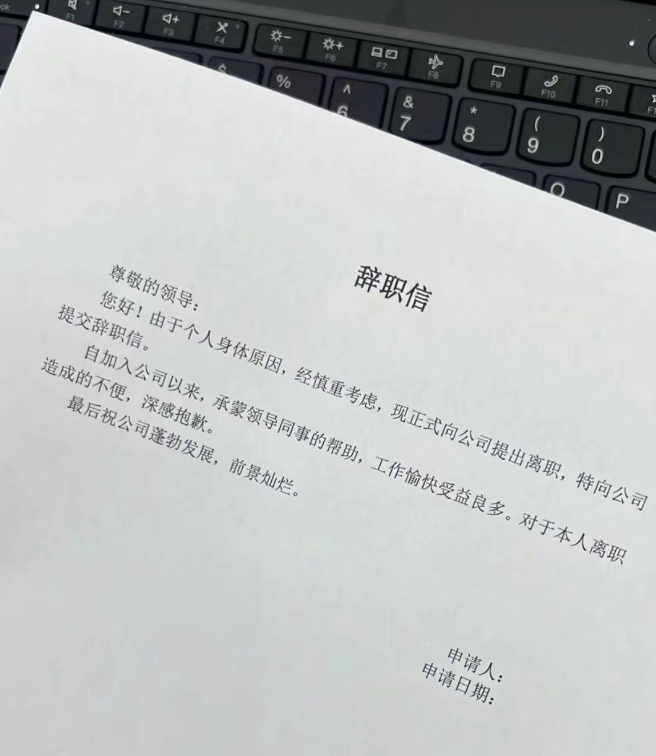 F1
F2
F3
F4
F5
F6
F7
F8
F9
F10
F11
$
%
^
6
&
7
*
8
(
9
)
0
O
P
辞职信
尊敬的领导：
您好！由于个人身体原因，经慎重考虑，现正式向公司提出离职，特向公司
提交辞职信。
自加入公司以来，承蒙领导同事的帮助，工作愉快受益良多。对于本人离职
造成的不便，深感抱歉。
最后祝公司蓬勃发展，前景灿烂。
申请人：
申请日期：